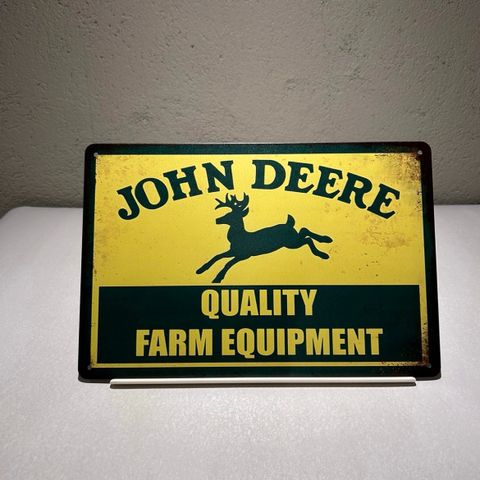 JOHN DEERE
QUALITY
FARM EQUIPMENT